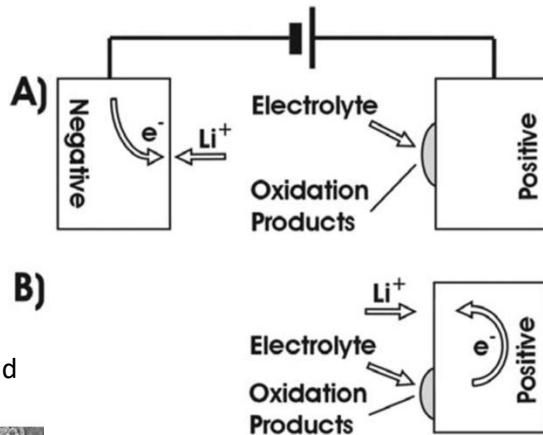 A)
Negative
e-
Li+
Electrolyte
Oxidation
Products
Positive
B)
Li+
Electrolyte
Oxidation
Products
e-
Positive
d